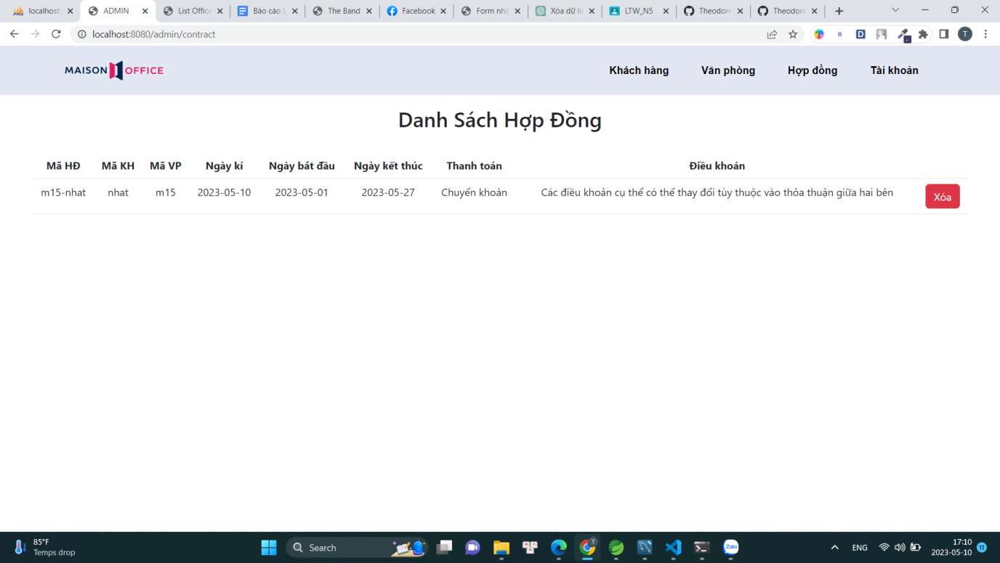 localhost:
ADMIN
List Office
Báo cáo L
The Band
Facebook
Form nhậ
Xóa dữ liệ
LTW_N5
Theodore
Theodore
localhost:8080/admin/contract
T
MAISON OFFICE
Khách hàng
Văn phòng
Hợp đồng
Tài khoản
Danh Sách Hợp Đồng
Mã HĐ Mã KH Mã VP Ngày kí Ngày bắt đầu Ngày kết thúc Thanh toán Điều khoản
m15-nhat nhat m15 2023-05-10 2023-05-01 2023-05-27 Chuyển khoản Các điều khoản cụ thể có thể thay đổi tùy thuộc vào thỏa thuận giữa hai bên Xóa
85°F
Temps drop
Search
Zalo
ENG
17:10
2023-05-10
11